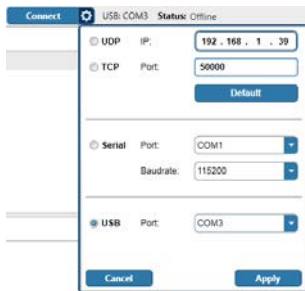 Connect USB: COM3 Status: Offline
UDP IP: 192 . 168 . 1 . 39
TCP Port: 50000
Default
Serial Port: COM1
Baudrate: 115200
USB Port: COM3
Cancel Apply